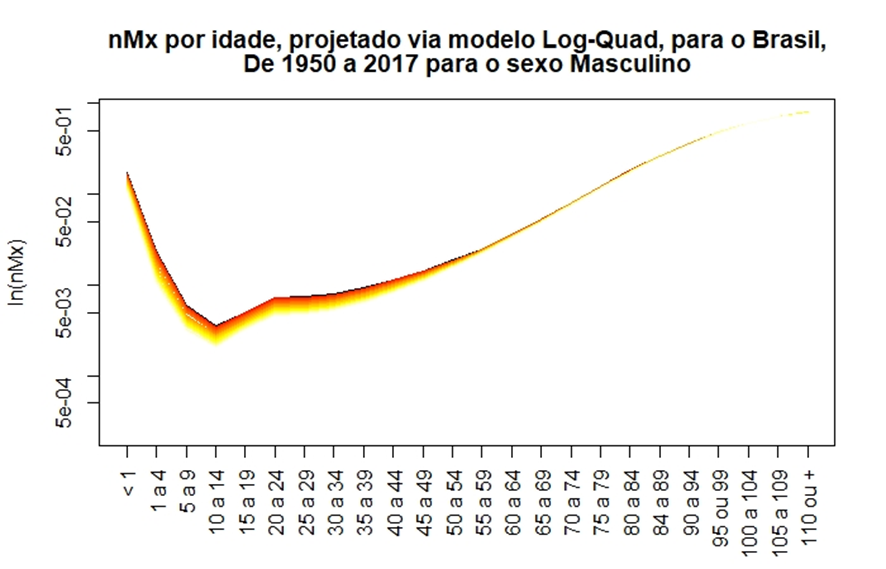 nMx por idade, projetado via modelo Log-Quad, para o Brasil,
De 1950 a 2017 para o sexo Masculino
ln(nMx)
5e-01
5e-02
5e-03
5e-04
< 1
1 a 4
5 a 9
10 a 14
15 a 19
20 a 24
25 a 29
30 a 34
35 a 39
40 a 44
45 a 49
50 a 54
55 a 59
60 a 64
65 a 69
70 a 74
75 a 79
80 a 84
84 a 89
90 a 94
95 ou 99
100 a 104
105 a 109
110 ou +